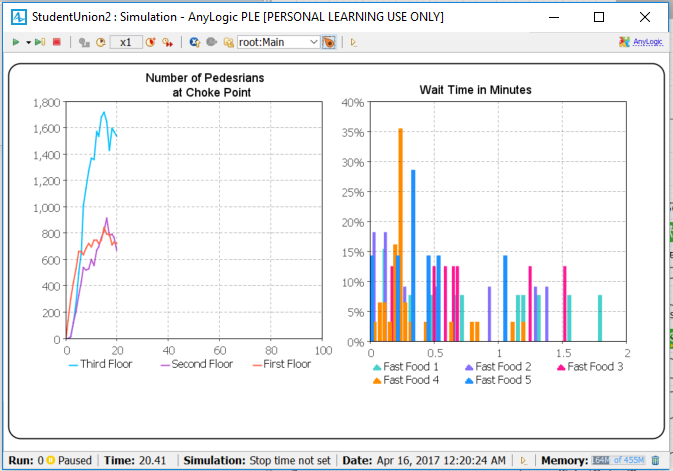 StudentUnion2 : Simulation - AnyLogic PLE [PERSONAL LEARNING USE ONLY]
x1 root:Main AnyLogic
Number of Pedesrians
at Choke Point
1,800
1,600
1,400
1,200
1,000
800
600
400
200
0
0 20 40 60 80 100
Third Floor Second Floor First Floor
Wait Time in Minutes
40%
35%
30%
25%
20%
15%
10%
5%
0%
0 0.5 1 1.5 2
Fast Food 1 Fast Food 2 Fast Food 3
Fast Food 4 Fast Food 5
Run: 0 Paused Time: 20.41 Simulation: Stop time not set Date: Apr 16, 2017 12:20:24 AM Memory: 64M of 455M